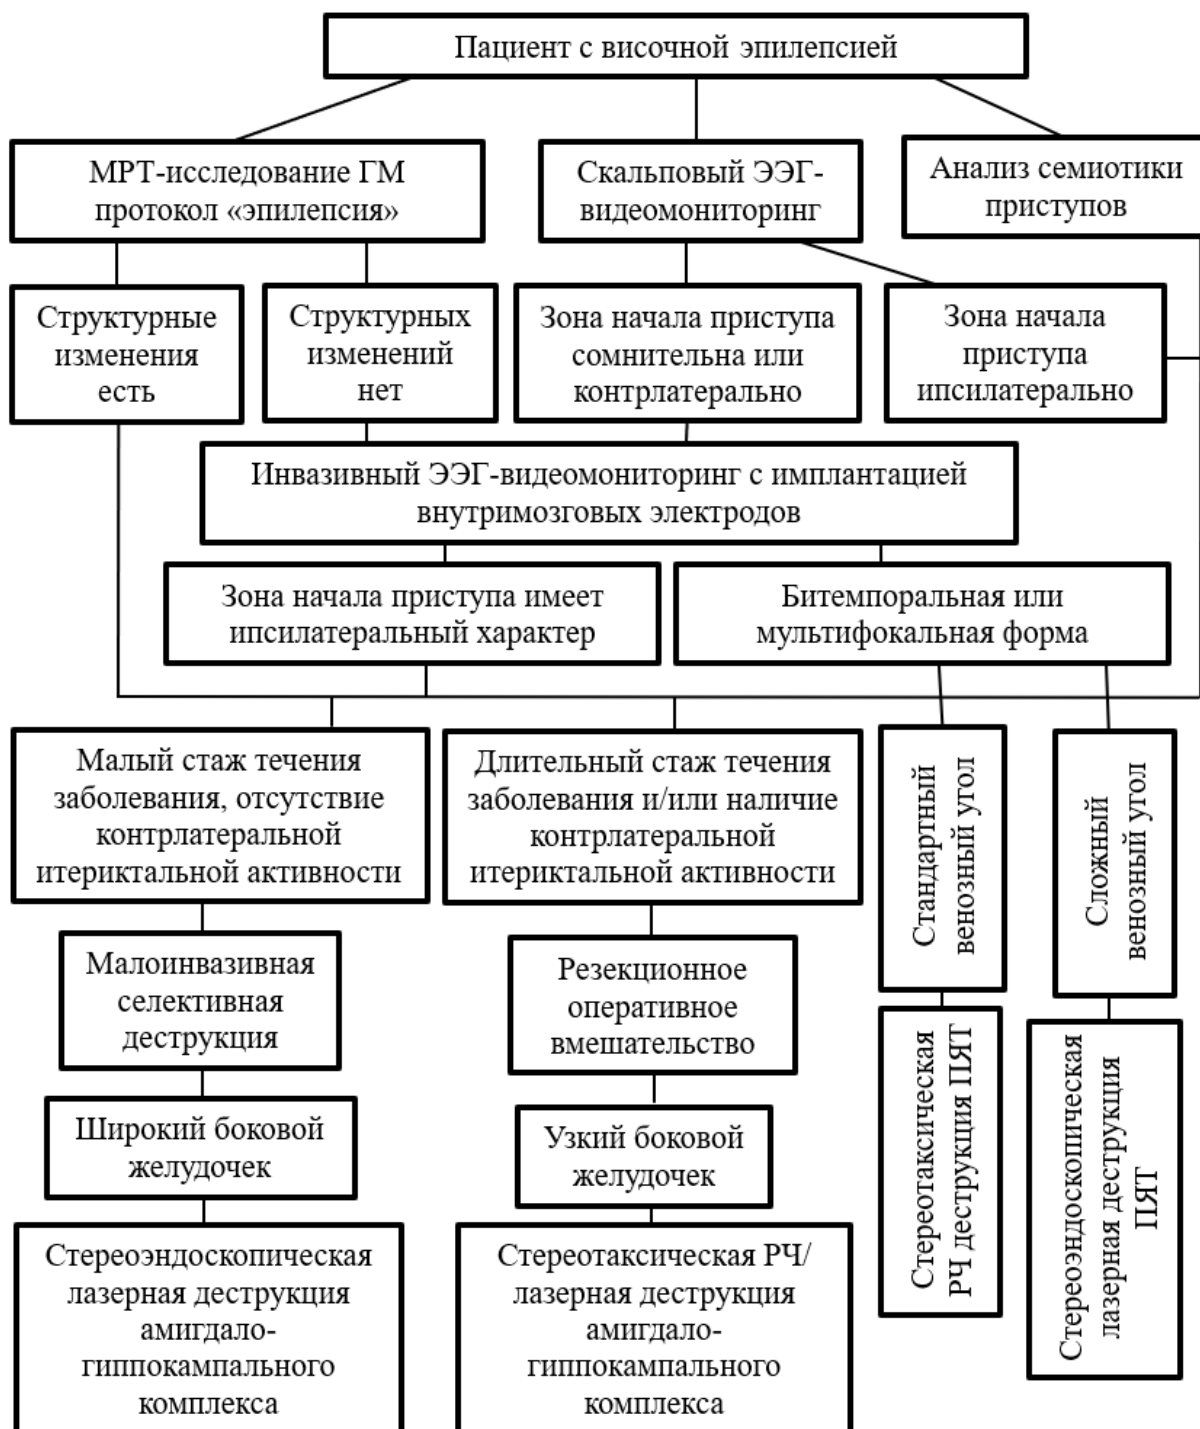 Пациент с височной эпилепсией
МРТ-исследование ГМ
протокол «эпилепсия»
Скальповый ЭЭГ-
видеомониторинг
Анализ семиотики
приступов
Структурные
изменения
есть
Структурных
изменений
нет
Зона начала приступа
сомнительна или
контрлатерально
Зона начала
приступа
ипсилатерально
Инвазивный ЭЭГ-видеомониторинг с имплантацией
внутримозговых электродов
Зона начала приступа имеет
ипсилатеральный характер
Битемпоральная или
мультифокальная форма
Малый стаж течения
заболевания, отсутствие
контрлатеральной
итериктальной активности
Длительный стаж течения
заболевания и/или наличие
контрлатеральной
итериктальной активности
Стандартный
венозный угол
Сложный
венозный угол
Малоинвазивная
селективная
деструкция
Резекционное
оперативное
вмешательство
Стереотаксическая
РЧ деструкция ПЯТ
Стереоэндоскопическая
лазерная деструкция
ПЯТ
Широкий боковой
желудочек
Узкий боковой
желудочек
Стереоэндоскопическая
лазерная деструкция
амигдало-
гиппокампального
комплекса
Стереотаксическая РЧ/
лазерная деструкция
амигдало-
гиппокампального
комплекса